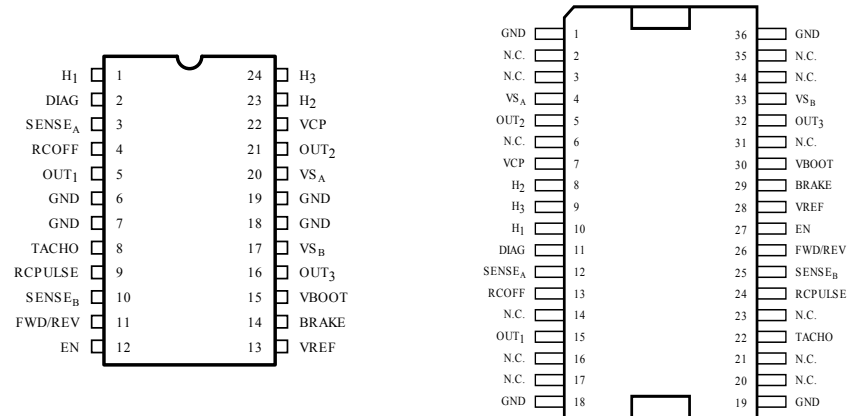 H1 1 24 H3
DIAG 2 23 H2
SENSEA 3 22 VCP
RCOFF 4 21 OUT2
OUT1 5 20 VSA
GND 6 19 GND
GND 7 18 GND
TACHO 8 17 VSB
RCPULSE 9 16 OUT3
SENSEB 10 15 VBOOT
FWD/REV 11 14 BRAKE
EN 12 13 VREF
GND 1 36 GND
N.C. 2 35 N.C.
N.C. 3 34 N.C.
VSA 4 33 VSB
OUT2 5 32 OUT3
N.C. 6 31 N.C.
VCP 7 30 VBOOT
H2 8 29 BRAKE
H3 9 28 VREF
H1 10 27 EN
DIAG 11 26 FWD/REV
SENSEA 12 25 SENSEB
RCOFF 13 24 RCPULSE
N.C. 14 23 N.C.
OUT1 15 22 TACHO
N.C. 16 21 N.C.
N.C. 17 20 N.C.
GND 18 19 GND